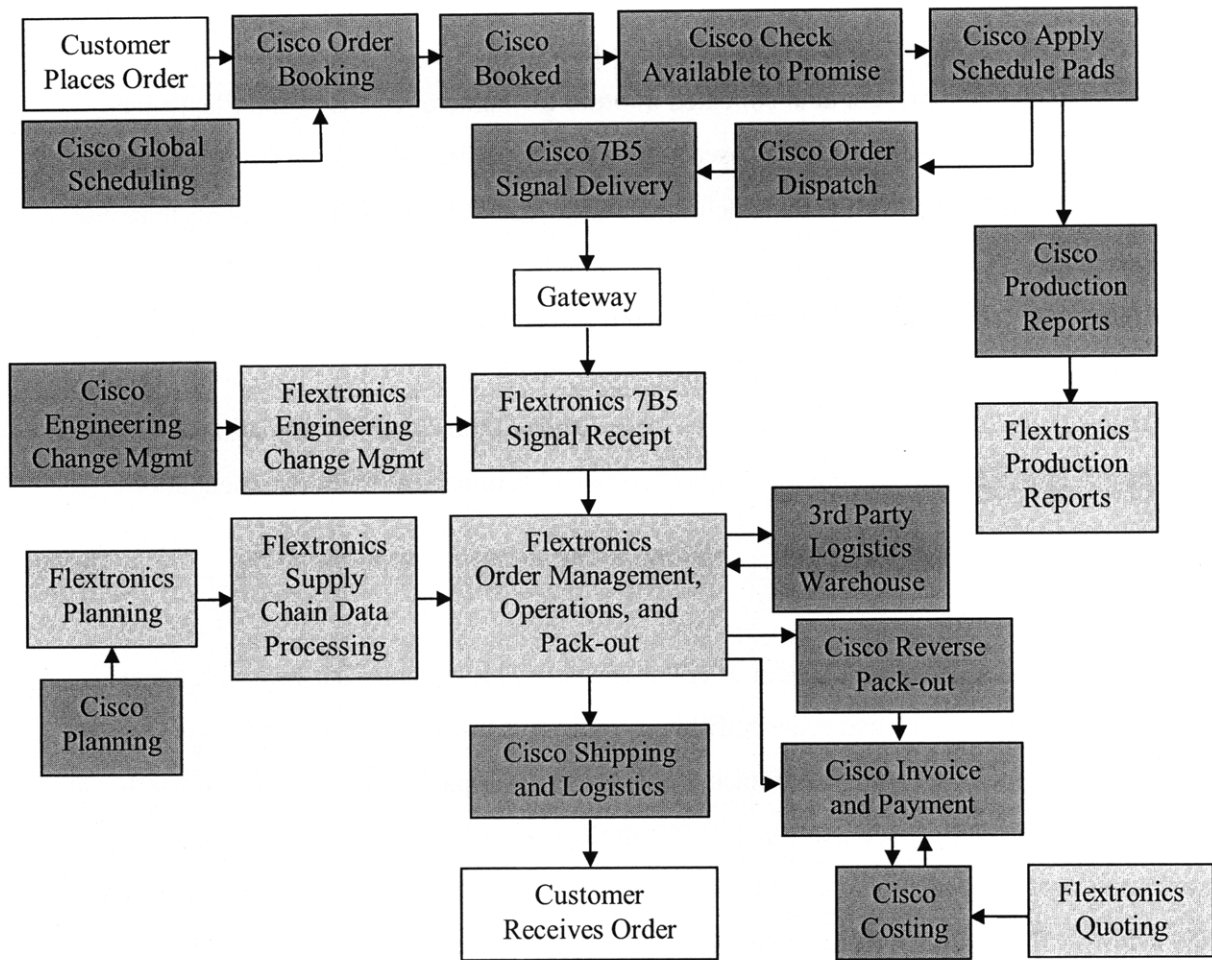 Customer
Places Order
Cisco Order
Booking
Cisco
Booked
Cisco Check
Available to Promise
Cisco Apply
Schedule Pads
Cisco Global
Scheduling
Cisco 7B5
Signal Delivery
Cisco Order
Dispatch
Gateway
Cisco
Production
Reports
Cisco
Engineering
Change Mgmt
Flextronics
Engineering
Change Mgmt
Flextronics 7B5
Signal Receipt
Flextronics
Production
Reports
Flextronics
Planning
Flextronics
Supply
Chain Data
Processing
Flextronics
Order Management,
Operations, and
Pack-out
3rd Party
Logistics
Warehouse
Cisco Reverse
Pack-out
Cisco
Planning
Cisco Shipping
and Logistics
Cisco Invoice
and Payment
Customer
Receives Order
Cisco
Costing
Flextronics
Quoting